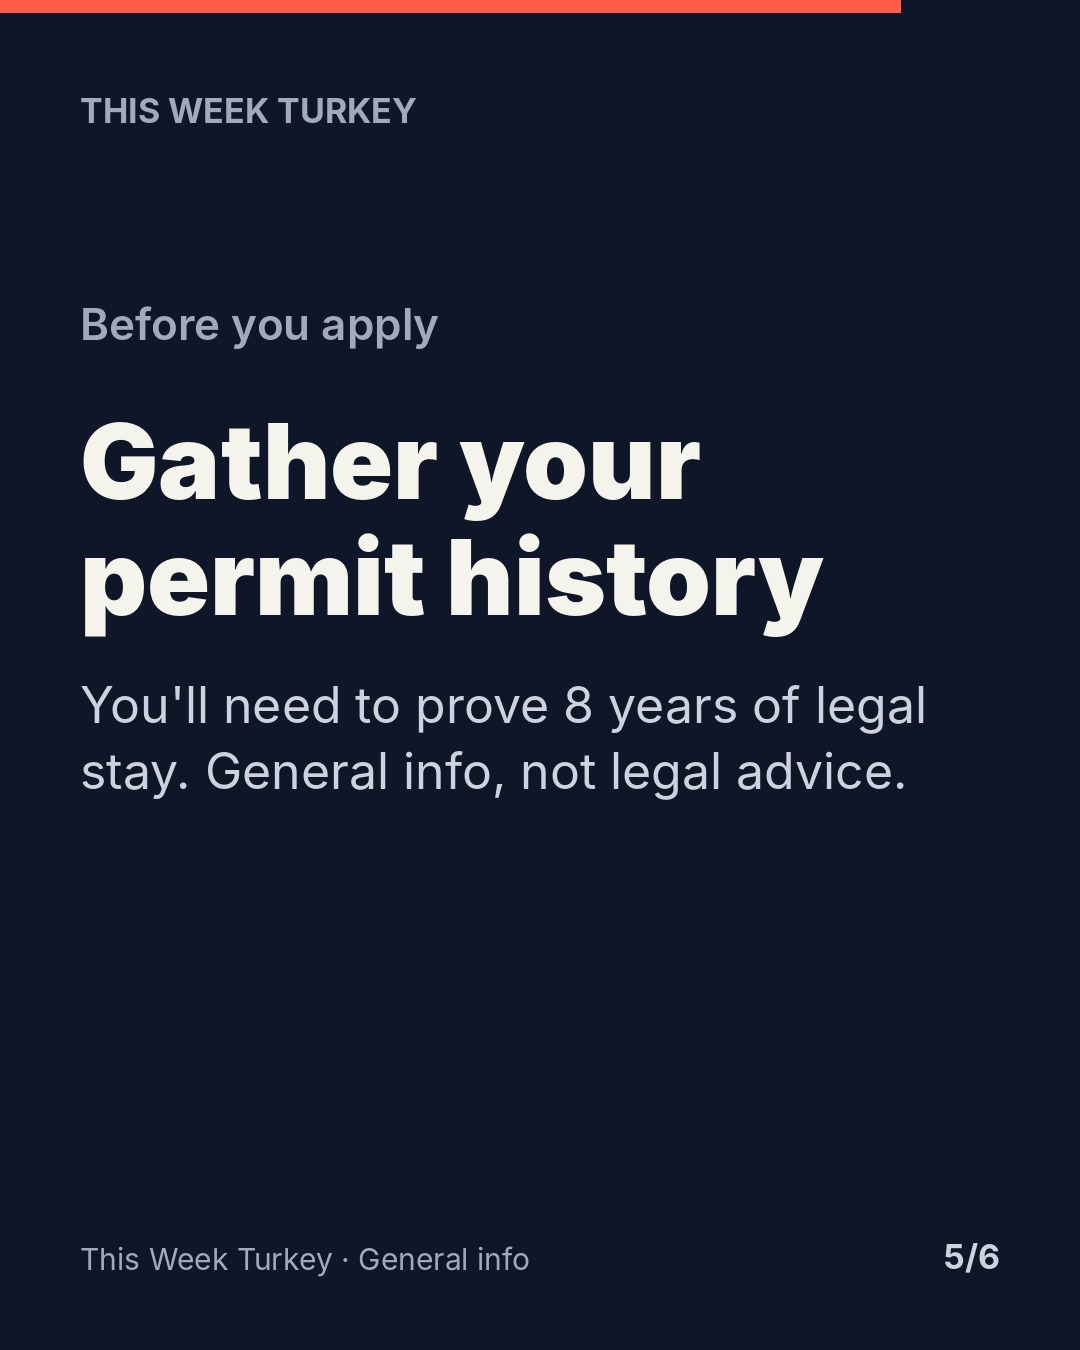 THIS WEEK TURKEY
Before you apply
Gather your
permit history
You'll need to prove 8 years of legal
stay. General info, not legal advice.
This Week Turkey · General info
5/6